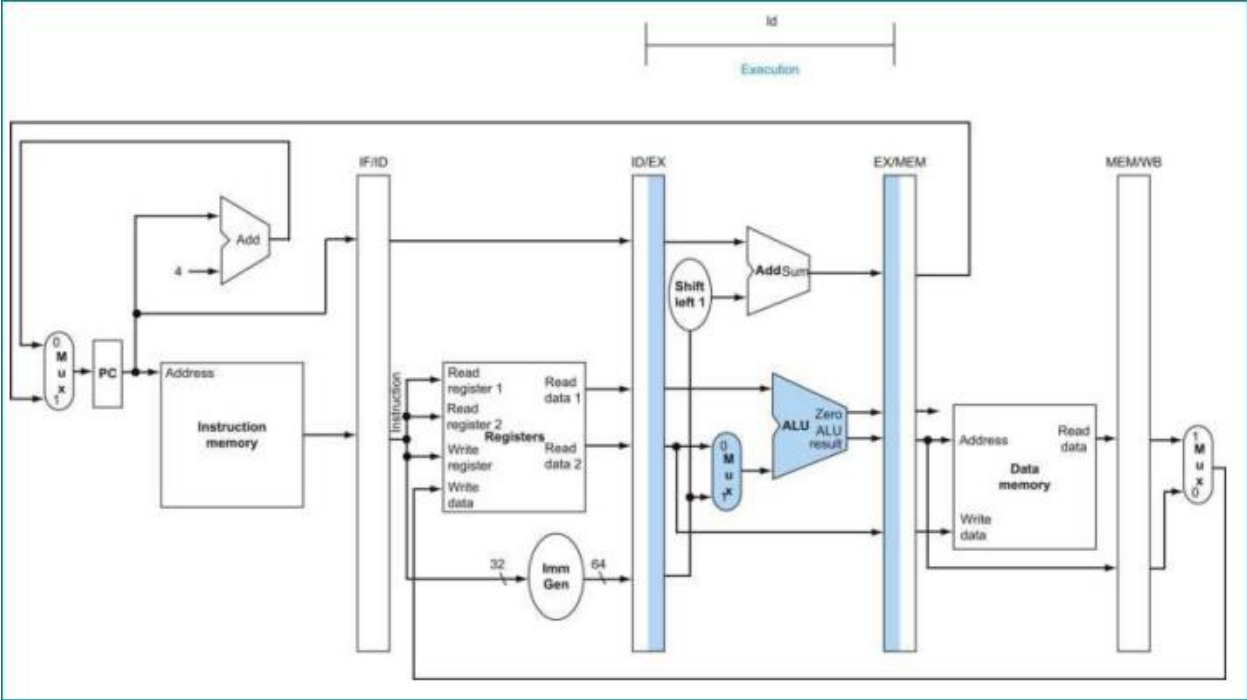 ld
Execution
IF/ID
ID/EX
EX/MEM
MEM/WB
Add
4
Shift
left 1
Add Sum
0
M
u
x
1
PC
Address
Instruction
memory
Instruction
Read
register 1
Read
register 2
Write
register
Write
data
Registers
Read
data 1
Read
data 2
0
M
u
x
1
ALU
Zero
ALU
result
Address
Read
data
Data
memory
Write
data
1
M
u
x
0
32
Imm
Gen
64